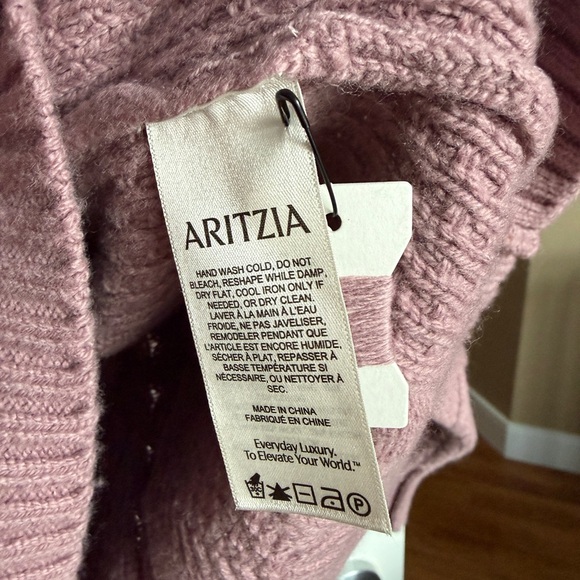 ARITZIA
HAND WASH COLD, DO NOT
BLEACH, RESHAPE WHILE DAMP,
DRY FLAT, COOL IRON ONLY IF
NEEDED, OR DRY CLEAN.
LAVER À LA MAIN À L'EAU
FROIDE, NE PAS JAVELISER,
REMODELER PENDANT QUE
L'ARTICLE EST ENCORE HUMIDE,
SÉCHER À PLAT, REPASSER À
BASSE TEMPÉRATURE SI
NÉCESSAIRE, OU NETTOYER À
SEC.
MADE IN CHINA
FABRIQUÉ EN CHINE
Everyday Luxury.
To Elevate Your World.™
P